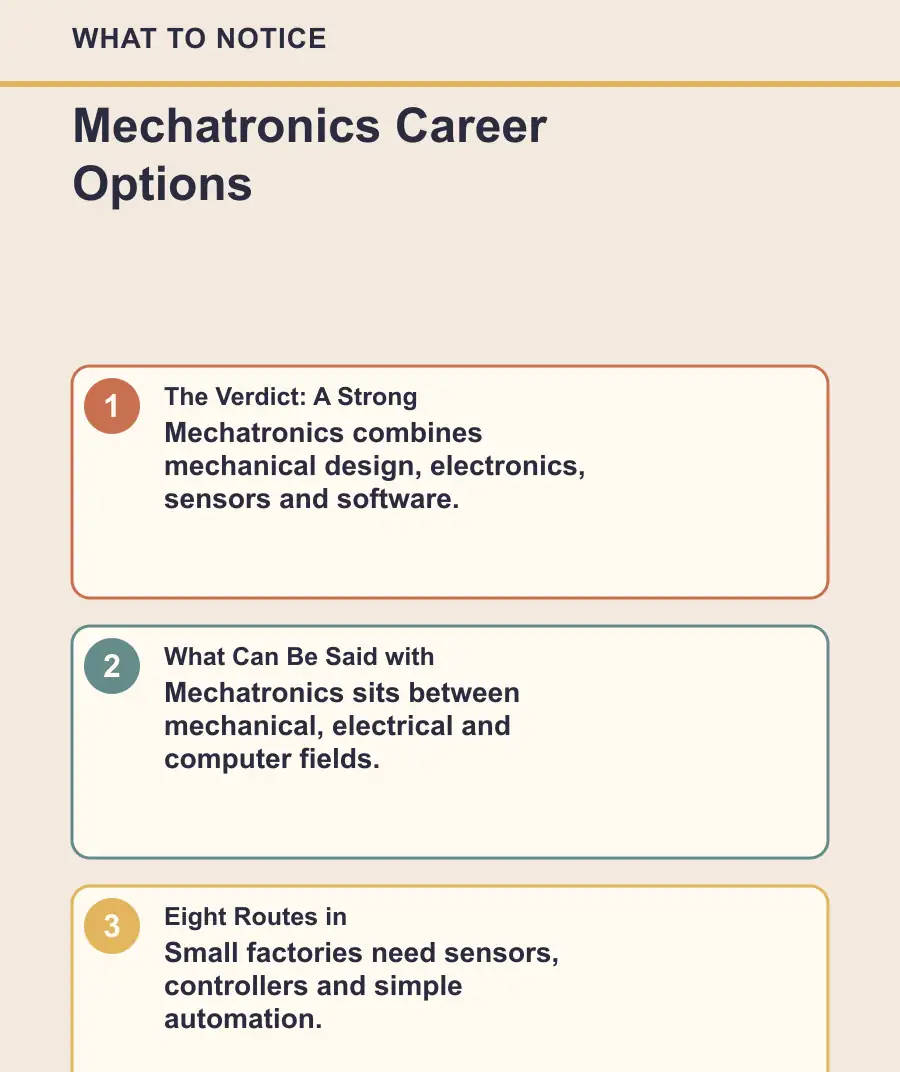 WHAT TO NOTICE
Mechatronics Career
Options
1
The Verdict: A Strong
Mechatronics combines
mechanical design, electronics,
sensors and software.
2
What Can Be Said with
Mechatronics sits between
mechanical, electrical and
computer fields.
3
Eight Routes in
Small factories need sensors,
controllers and simple
automation.